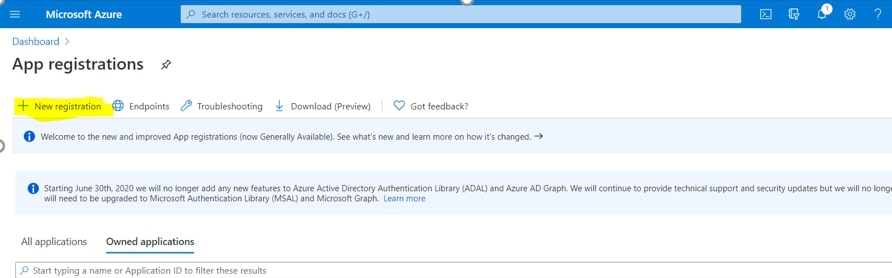 Microsoft Azure
Search resources, services, and docs (G+/)
1
Dashboard >
App registrations
+ New registration
Endpoints
Troubleshooting
Download (Preview)
Got feedback?
Welcome to the new and improved App registrations (now Generally Available). See what's new and learn more on how it's changed. →
Starting June 30th, 2020 we will no longer add any new features to Azure Active Directory Authentication Library (ADAL) and Azure AD Graph. We will continue to provide technical support and security updates but we will no longe
will need to be upgraded to Microsoft Authentication Library (MSAL) and Microsoft Graph. Learn more
All applications
Owned applications
Start typing a name or Application ID to filter these results